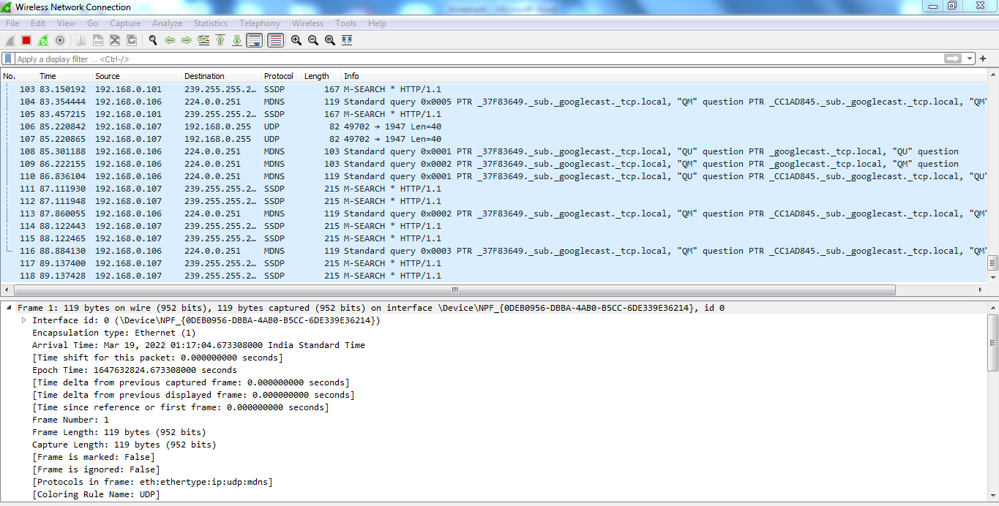 Wireless Network Connection
File Edit View Go Capture Analyze Statistics Telephony Wireless Tools Help
Apply a display filter ... <Ctrl-/>
No. Time Source Destination Protocol Length Info
103 83.150192 192.168.0.101 239.255.255.2… SSDP 167 M-SEARCH * HTTP/1.1
104 83.354444 192.168.0.106 224.0.0.251 MDNS 119 Standard query 0x0005 PTR _37F83649._sub._googlecast._tcp.local, "QM" question PTR _CC1AD845._sub._googlecast._tcp.local, "QM"
105 83.457215 192.168.0.101 239.255.255.2… SSDP 167 M-SEARCH * HTTP/1.1
106 85.220842 192.168.0.107 192.168.0.255 UDP 82 49702 → 1947 Len=40
107 85.220865 192.168.0.107 192.168.0.255 UDP 82 49702 → 1947 Len=40
108 85.301188 192.168.0.106 224.0.0.251 MDNS 103 Standard query 0x0001 PTR _37F83649._sub._googlecast._tcp.local, "QU" question PTR _googlecast._tcp.local, "QU" question
109 86.222155 192.168.0.106 224.0.0.251 MDNS 103 Standard query 0x0002 PTR _37F83649._sub._googlecast._tcp.local, "QM" question PTR _googlecast._tcp.local, "QM" question
110 86.836104 192.168.0.106 224.0.0.251 MDNS 119 Standard query 0x0001 PTR _37F83649._sub._googlecast._tcp.local, "QU" question PTR _CC1AD845._sub._googlecast._tcp.local, "QU"
111 87.111930 192.168.0.107 239.255.255.2… SSDP 215 M-SEARCH * HTTP/1.1
112 87.111948 192.168.0.107 239.255.255.2… SSDP 215 M-SEARCH * HTTP/1.1
113 87.860055 192.168.0.106 224.0.0.251 MDNS 119 Standard query 0x0002 PTR _37F83649._sub._googlecast._tcp.local, "QM" question PTR _CC1AD845._sub._googlecast._tcp.local, "QM"
114 88.122443 192.168.0.107 239.255.255.2… SSDP 215 M-SEARCH * HTTP/1.1
115 88.122465 192.168.0.107 239.255.255.2… SSDP 215 M-SEARCH * HTTP/1.1
116 88.884130 192.168.0.106 224.0.0.251 MDNS 119 Standard query 0x0003 PTR _37F83649._sub._googlecast._tcp.local, "QM" question PTR _CC1AD845._sub._googlecast._tcp.local, "QM"
117 89.137400 192.168.0.107 239.255.255.2… SSDP 215 M-SEARCH * HTTP/1.1
118 89.137428 192.168.0.107 239.255.255.2… SSDP 215 M-SEARCH * HTTP/1.1
Frame 1: 119 bytes on wire (952 bits), 119 bytes captured (952 bits) on interface \Device\NPF_{0DEB0956-DBBA-4AB0-B5CC-6DE339E36214}, id 0
Interface id: 0 (\Device\NPF_{0DEB0956-DBBA-4AB0-B5CC-6DE339E36214})
Encapsulation type: Ethernet (1)
Arrival Time: Mar 19, 2022 01:17:04.673308000 India Standard Time
[Time shift for this packet: 0.000000000 seconds]
Epoch Time: 1647632824.673308000 seconds
[Time delta from previous captured frame: 0.000000000 seconds]
[Time delta from previous displayed frame: 0.000000000 seconds]
[Time since reference or first frame: 0.000000000 seconds]
Frame Number: 1
Frame Length: 119 bytes (952 bits)
Capture Length: 119 bytes (952 bits)
[Frame is marked: False]
[Frame is ignored: False]
[Protocols in frame: eth:ethertype:ip:udp:mdns]
[Coloring Rule Name: UDP]